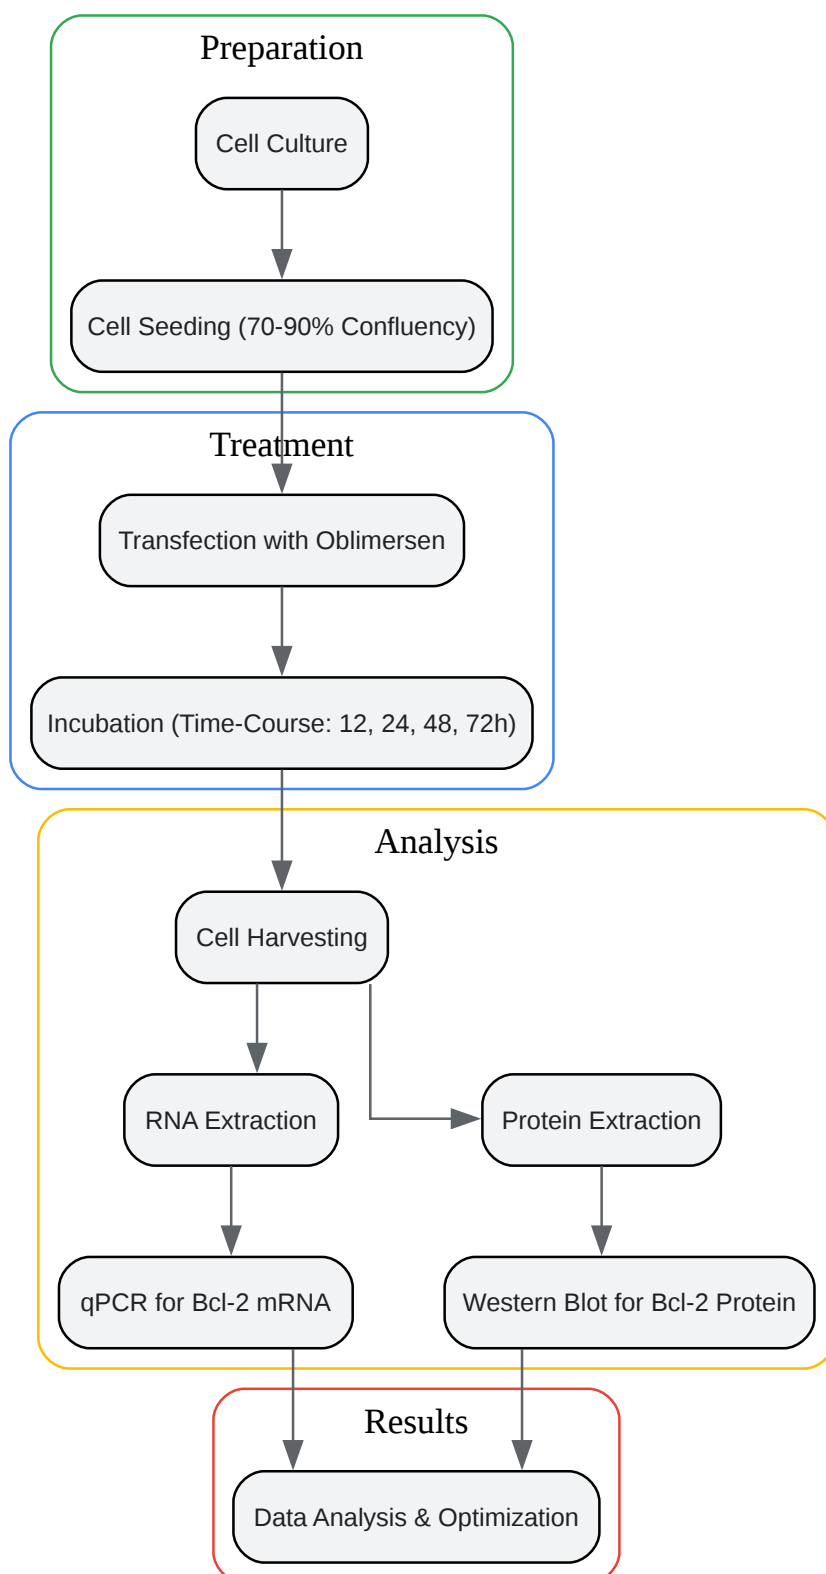 Preparation
Cell Culture
Cell Seeding (70-90% Confluency)
Treatment
Transfection with Oblimersen
Incubation (Time-Course: 12, 24, 48, 72h)
Analysis
Cell Harvesting
RNA Extraction
Protein Extraction
qPCR for Bcl-2 mRNA
Western Blot for Bcl-2 Protein
Results
Data Analysis & Optimization